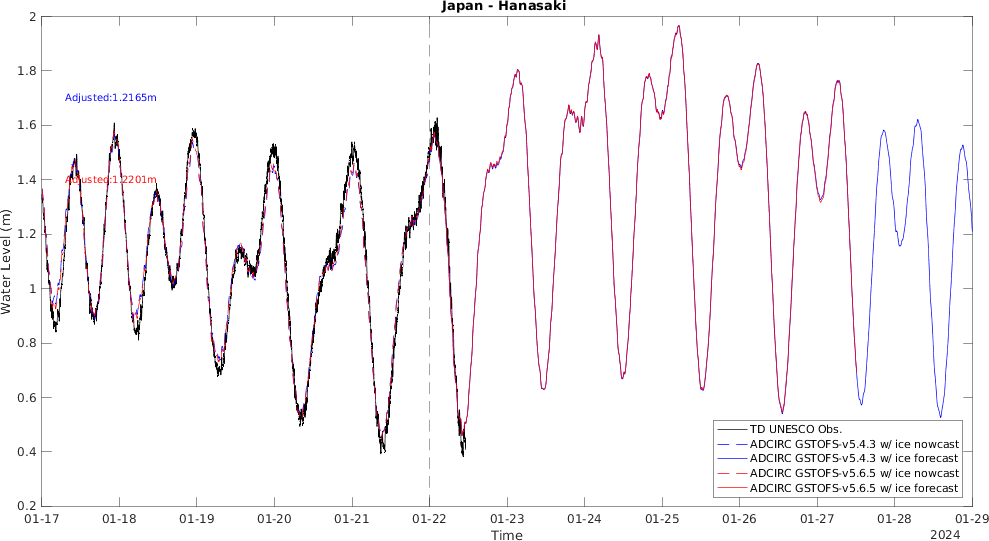 Japan - Hanasaki
2
1.8
1.6
1.4
1.2
1
0.8
0.6
0.4
0.2
Water Level (m)
Adjusted:1.2165m
Adjusted:1.2201m
TD UNESCO Obs.
ADCIRC GSTOFS-v5.4.3 w/ ice nowcast
ADCIRC GSTOFS-v5.4.3 w/ ice forecast
ADCIRC GSTOFS-v5.6.5 w/ ice nowcast
ADCIRC GSTOFS-v5.6.5 w/ ice forecast
01-17 01-18 01-19 01-20 01-21 01-22 01-23 01-24 01-25 01-26 01-27 01-28 01-29
Time
2024